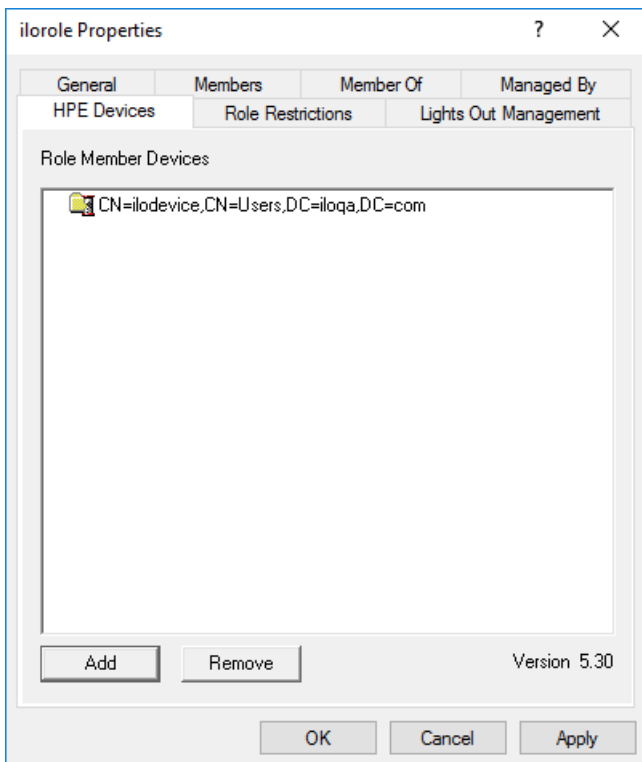 ilorole Properties ? ×
General Members Member Of Managed By
HPE Devices Role Restrictions Lights Out Management
Role Member Devices
CN=ilodevice,CN=Users,DC=iloqa,DC=com
Add Remove Version 5.30
OK Cancel Apply